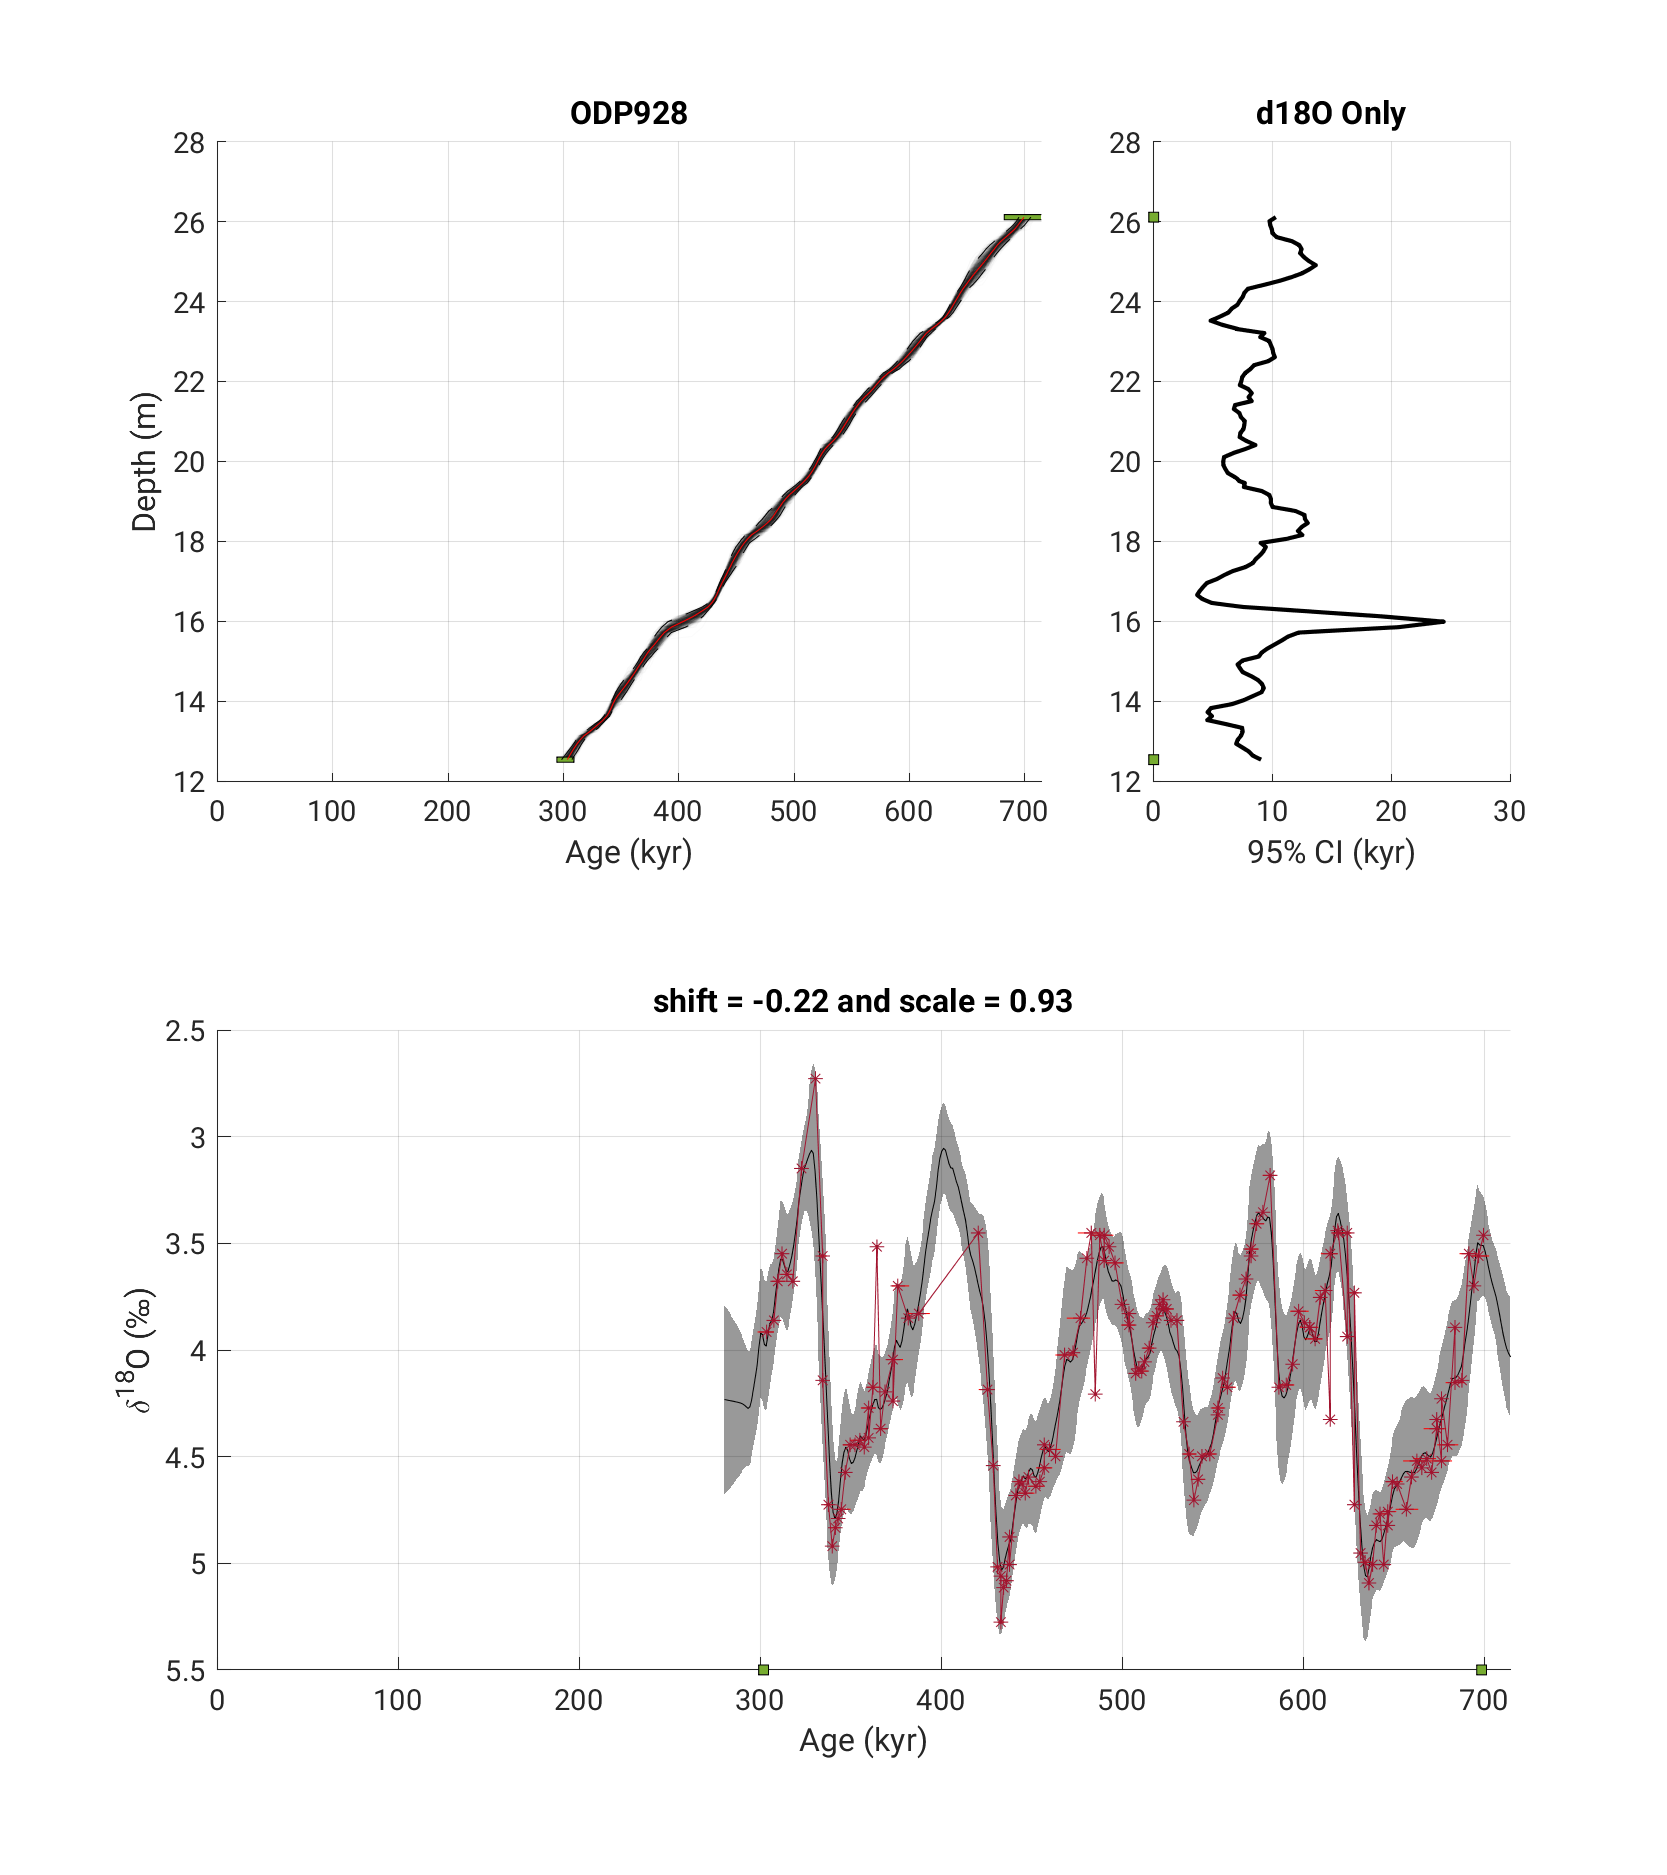 ODP928
d18O Only
28
26
24
22
20
18
16
14
12
Depth (m)
0 100 200 300 400 500 600 700
Age (kyr)
28
26
24
22
20
18
16
14
12
0 10 20 30
95% CI (kyr)
shift = -0.22 and scale = 0.93
2.5
3
3.5
4
4.5
5
5.5
δ18O (‰)
0 100 200 300 400 500 600 700
Age (kyr)